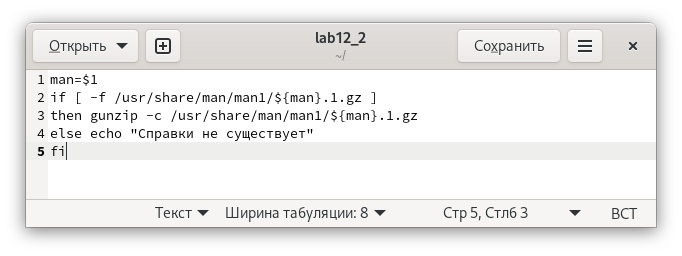 Открыть
lab12_2
~/
Сохранить
1 man=$1
2 if [ -f /usr/share/man/man1/${man}.1.gz ]
3 then gunzip -c /usr/share/man/man1/${man}.1.gz
4 else echo "Справки не существует"
5 fi
Текст Ширина табуляции: 8 Стр 5, Стлб 3 ВСТ